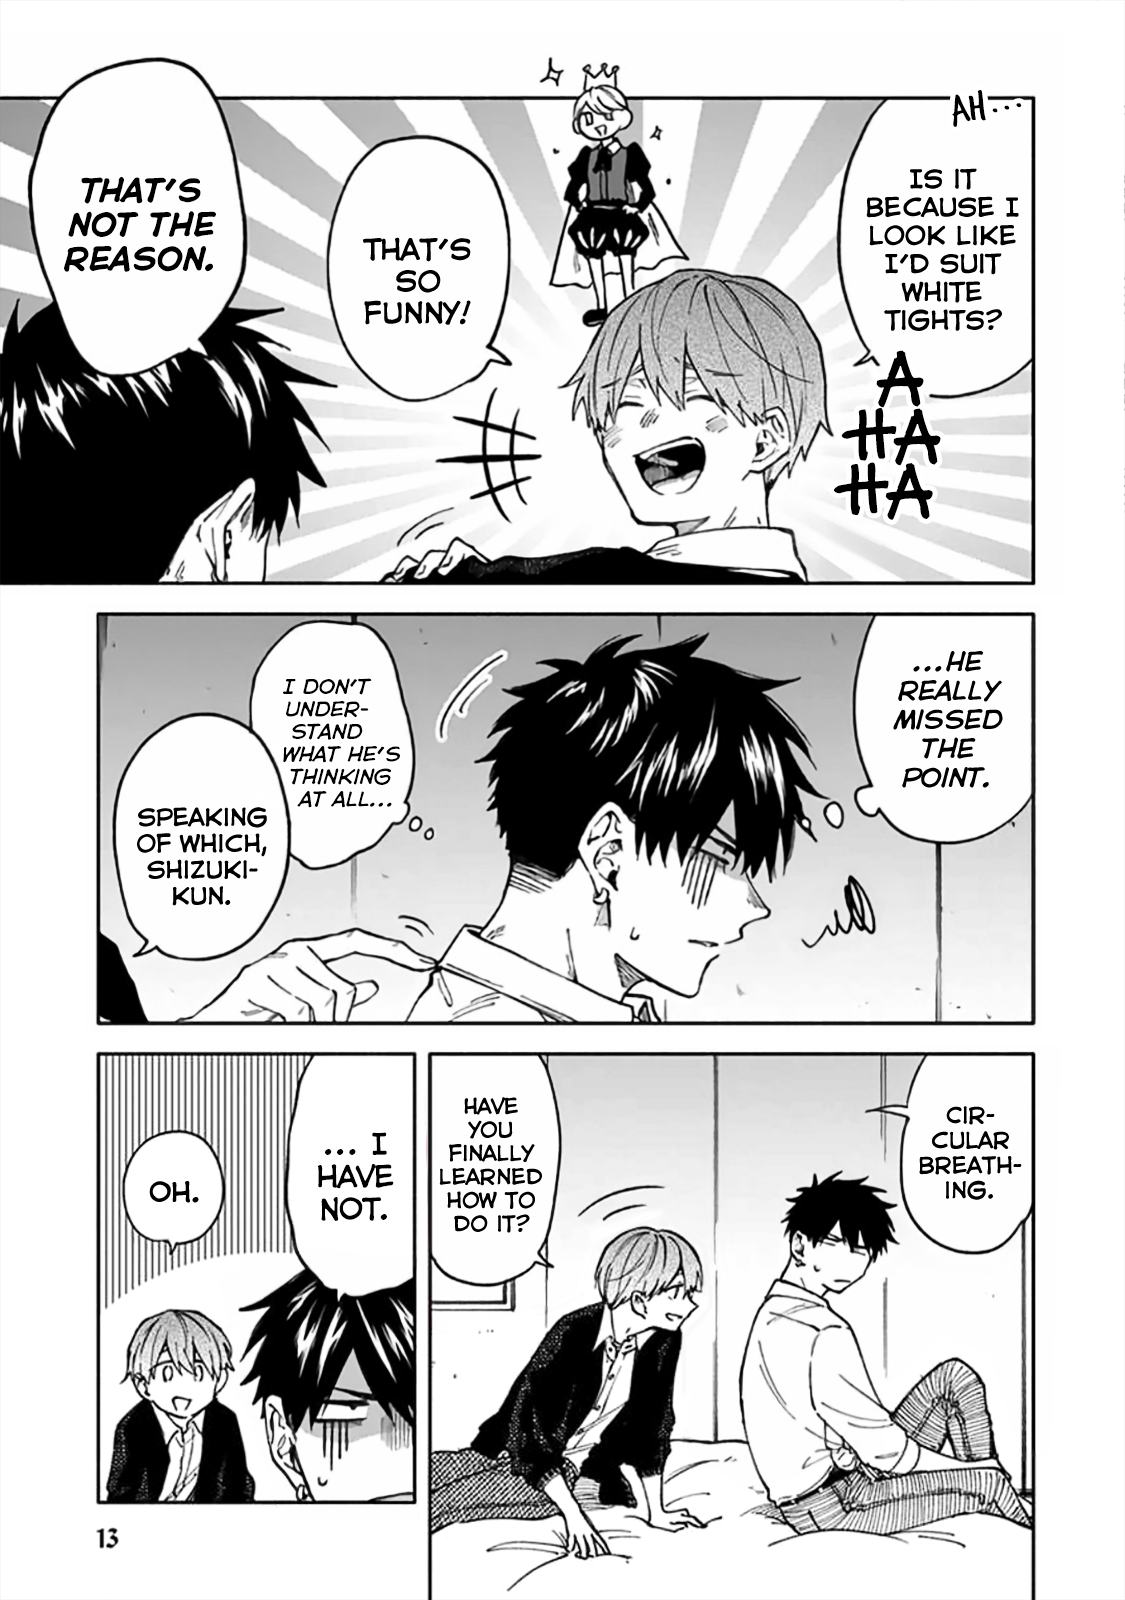 AH...
IS IT
BECAUSE I
LOOK LIKE
I'D SUIT
WHITE
TIGHTS?
A
HA
HA
THAT'S
SO
FUNNY!
THAT'S
NOT THE
REASON.
...HE
REALLY
MISSED
THE
POINT.
I DON'T
UNDER-
STAND
WHAT HE'S
THINKING
AT ALL...
SPEAKING
OF WHICH,
SHIZUKI-
KUN.
CIR-
CULAR
BREATH-
ING.
HAVE
YOU
FINALLY
LEARNED
HOW TO
DO IT?
... I
HAVE
NOT.
OH.
13